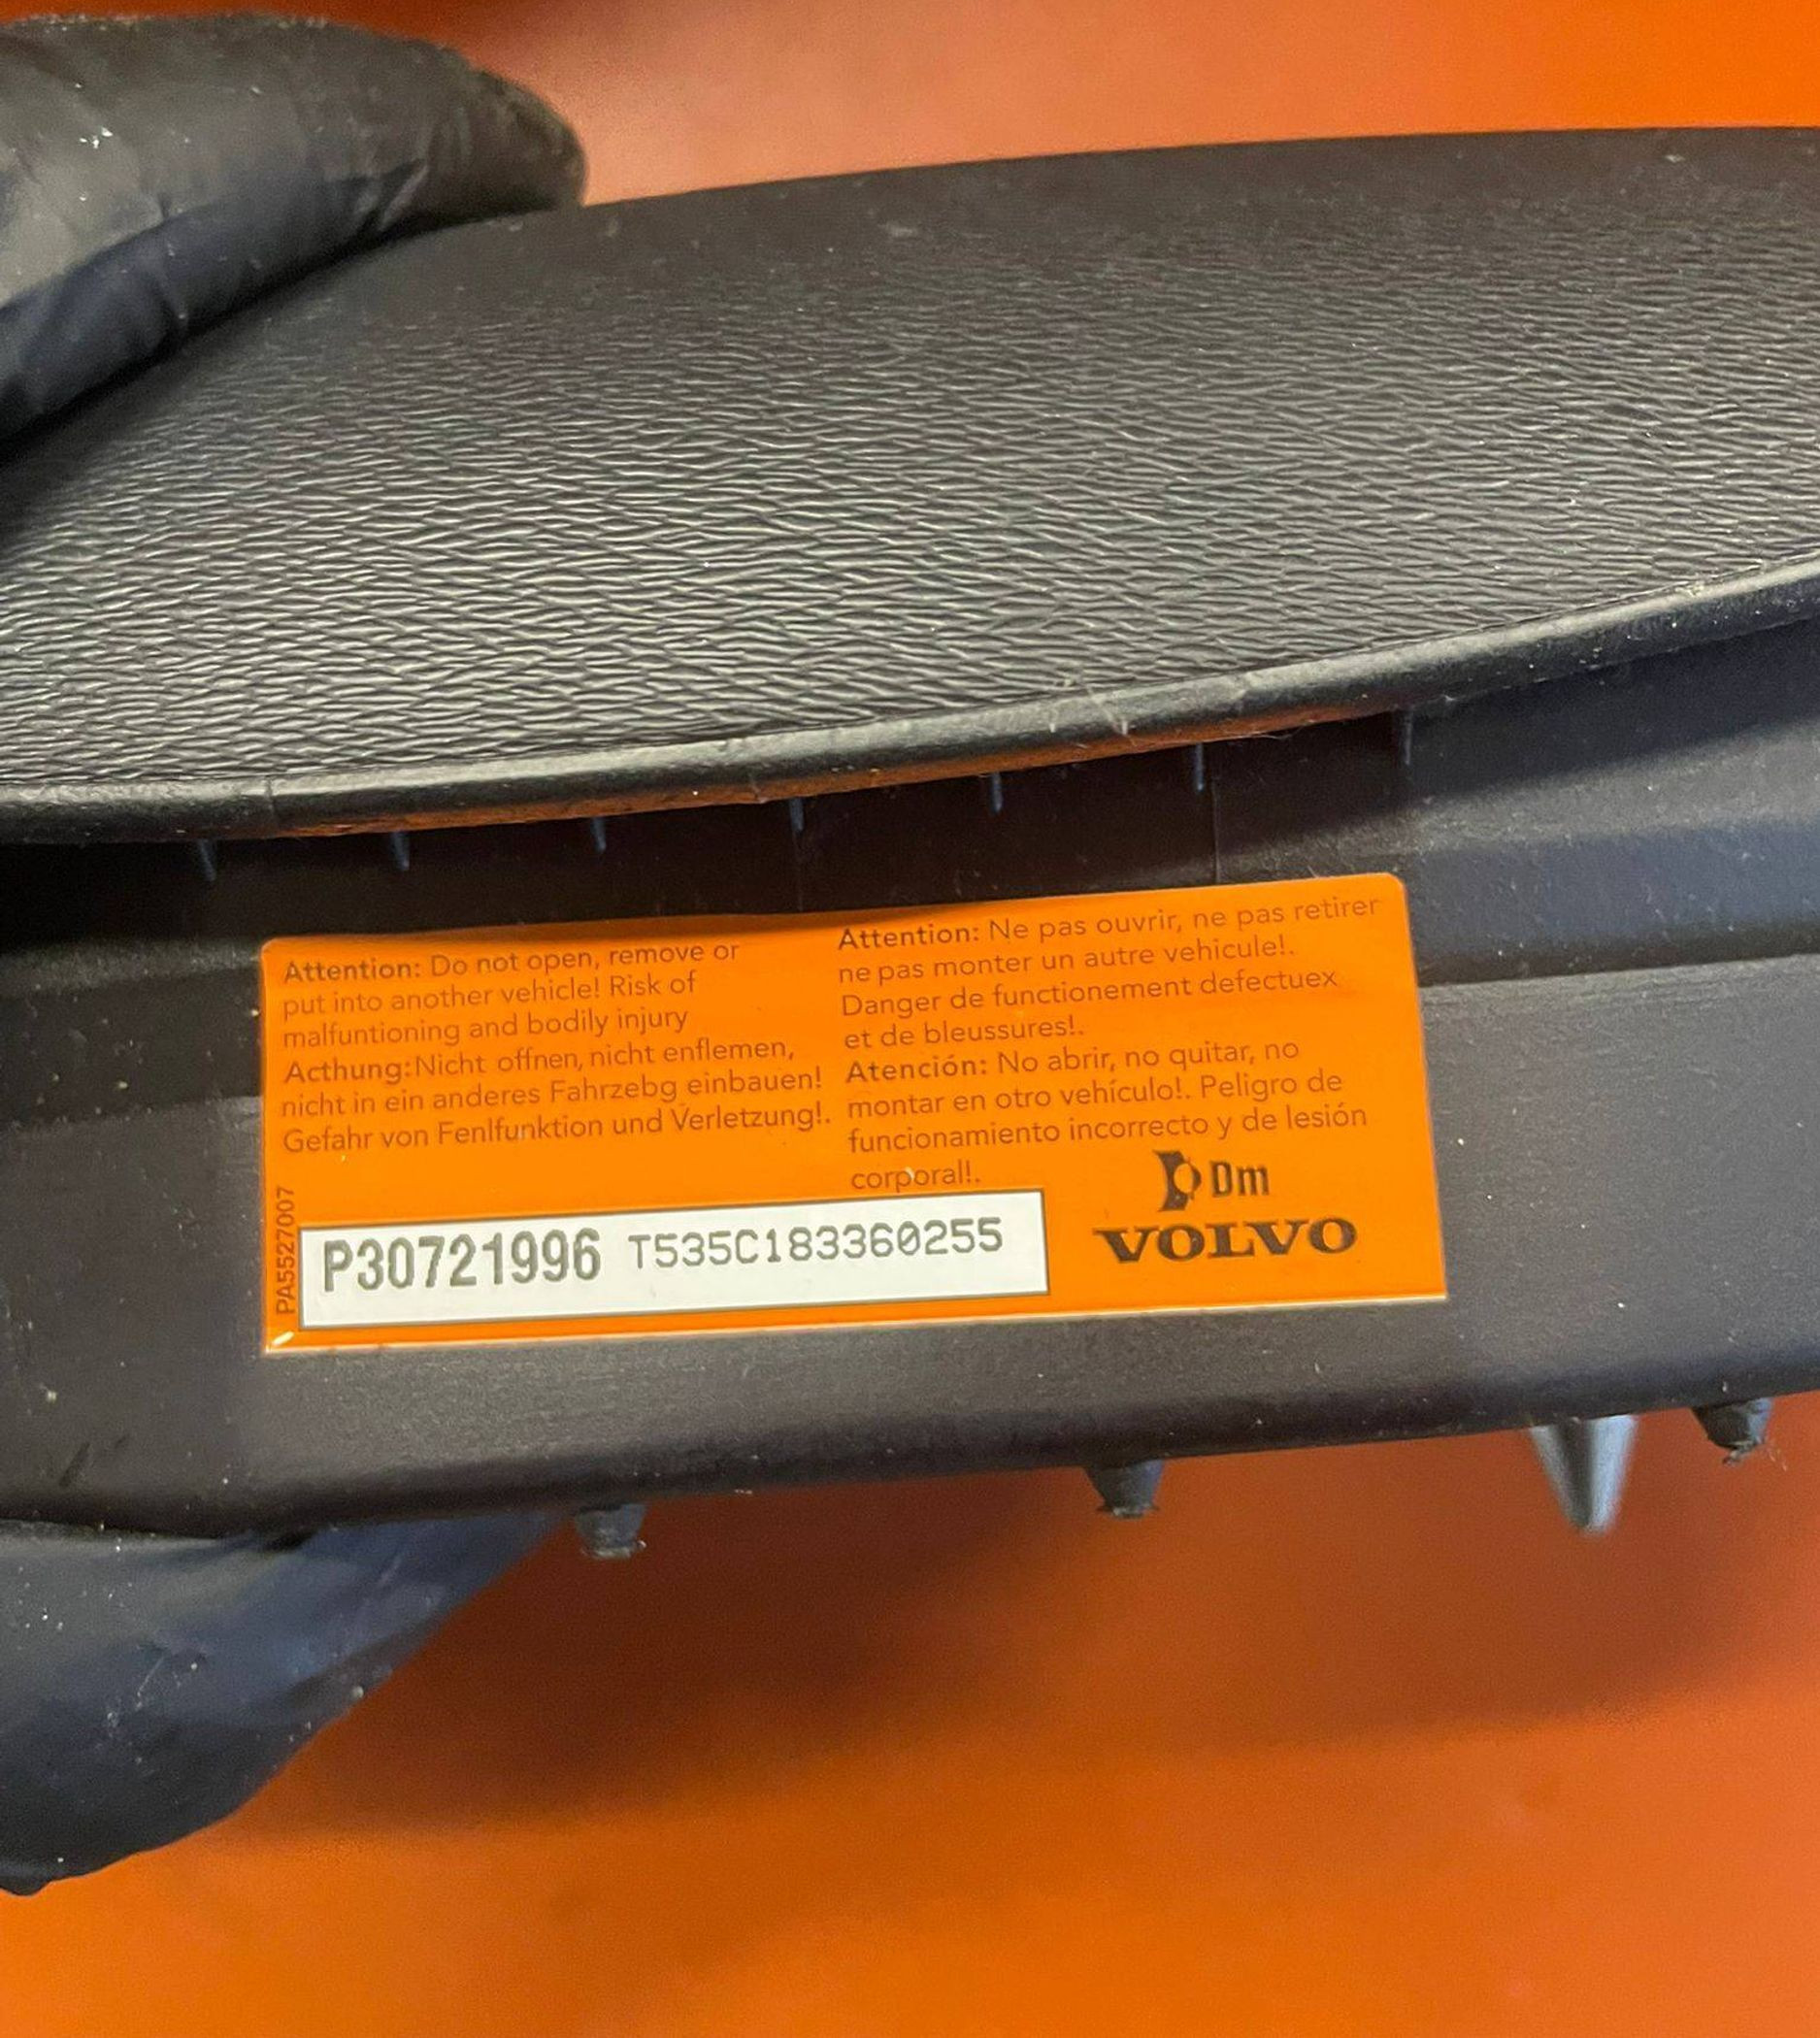 Attention: Do not open, remove or
put into another vehicle! Risk of
malfuntioning and bodily injury
Acthung:Nicht offnen, nicht enflemen,
nicht in ein anderes Fahrzebg einbauen!
Gefahr von Fenlfunktion und Verletzung!.
Attention: Ne pas ouvrir, ne pas retirer
ne pas monter un autre vehicule!.
Danger de functionement defectuex
et de bleussures!.
Atención: No abrir, no quitar, no
montar en otro vehículo!. Peligro de
funcionamiento incorrecto y de lesión
corporal!.
PA5527007
P30721996 T535C183360255
Dm
VOLVO